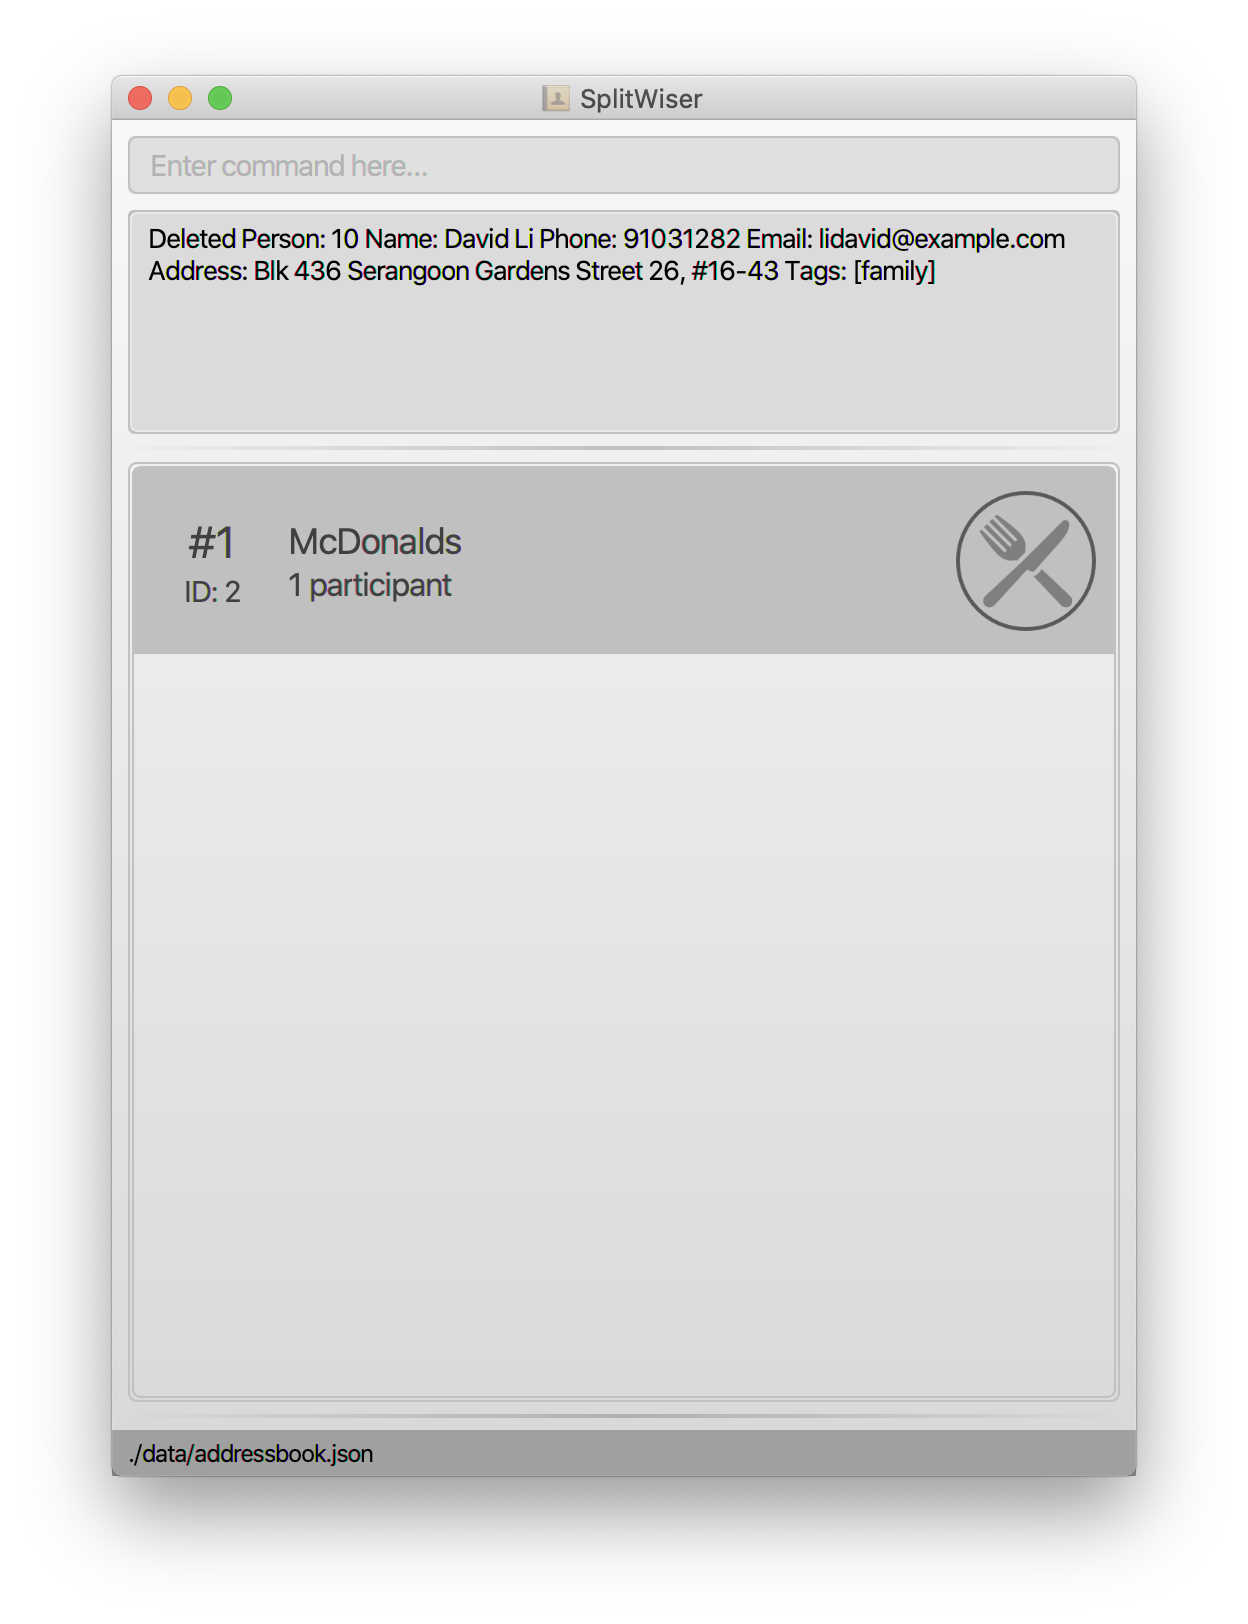 SplitWiser
Enter command here...
Deleted Person: 10 Name: David Li Phone: 91031282 Email: lidavid@example.com
Address: Blk 436 Serangoon Gardens Street 26, #16-43 Tags: [family]
#1
McDonalds
ID: 2
1 participant
./data/addressbook.json